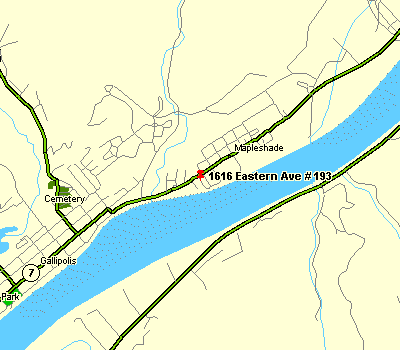 Mapleshade
1616 Eastern Ave # 193
Cemetery
Gallipolis
7
Park